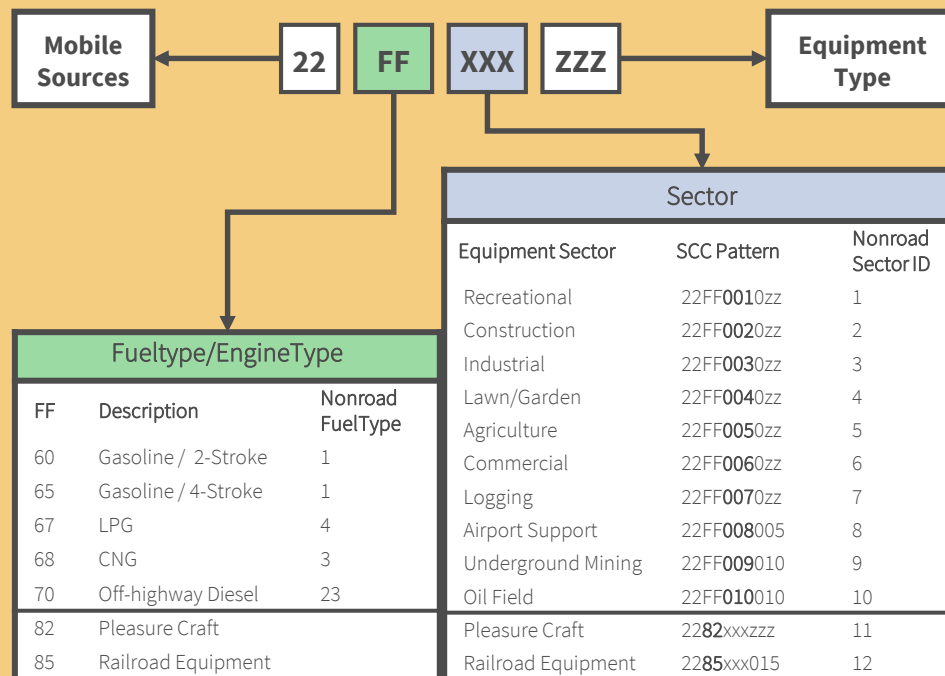 Mobile
Sources
22
FF
XXX
ZZZ
Equipment
Type
Sector
Equipment Sector SCC Pattern Nonroad
Sector ID
Recreational 22FF0010zz 1
Construction 22FF0020zz 2
Industrial 22FF0030zz 3
Lawn/Garden 22FF0040zz 4
Agriculture 22FF0050zz 5
Commercial 22FF0060zz 6
Logging 22FF0070zz 7
Airport Support 22FF008005 8
Underground Mining 22FF009010 9
Oil Field 22FF010010 10
Pleasure Craft 2282xxxzzz 11
Railroad Equipment 2285xxx015 12
Fueltype/EngineType
FF Description Nonroad
FuelType
60 Gasoline / 2-Stroke 1
65 Gasoline / 4-Stroke 1
67 LPG 4
68 CNG 3
70 Off-highway Diesel 23
82 Pleasure Craft
85 Railroad Equipment